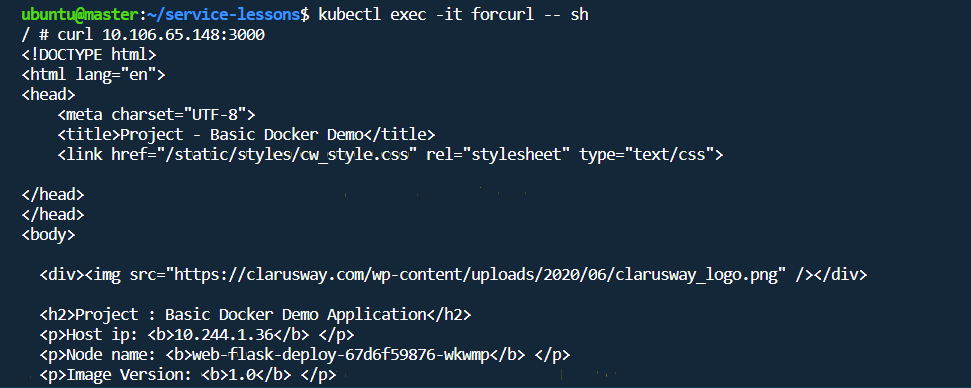 ubuntu@master:~/service-lessons$ kubectl exec -it forcurl -- sh
/ # curl 10.106.65.148:3000
<!DOCTYPE html>
<html lang="en">
<head>
    <meta charset="UTF-8">
    <title>Project - Basic Docker Demo</title>
    <link href="/static/styles/cw_style.css" rel="stylesheet" type="text/css">
</head>
</head>
<body>
  <div><img src="https://clarusway.com/wp-content/uploads/2020/06/clarusway_logo.png" /></div>
  <h2>Project : Basic Docker Demo Application</h2>
  <p>Host ip: <b>10.244.1.36</b> </p>
  <p>Node name: <b>web-flask-deploy-67d6f59876-wkwmp</b> </p>
  <p>Image Version: <b>1.0</b> </p>